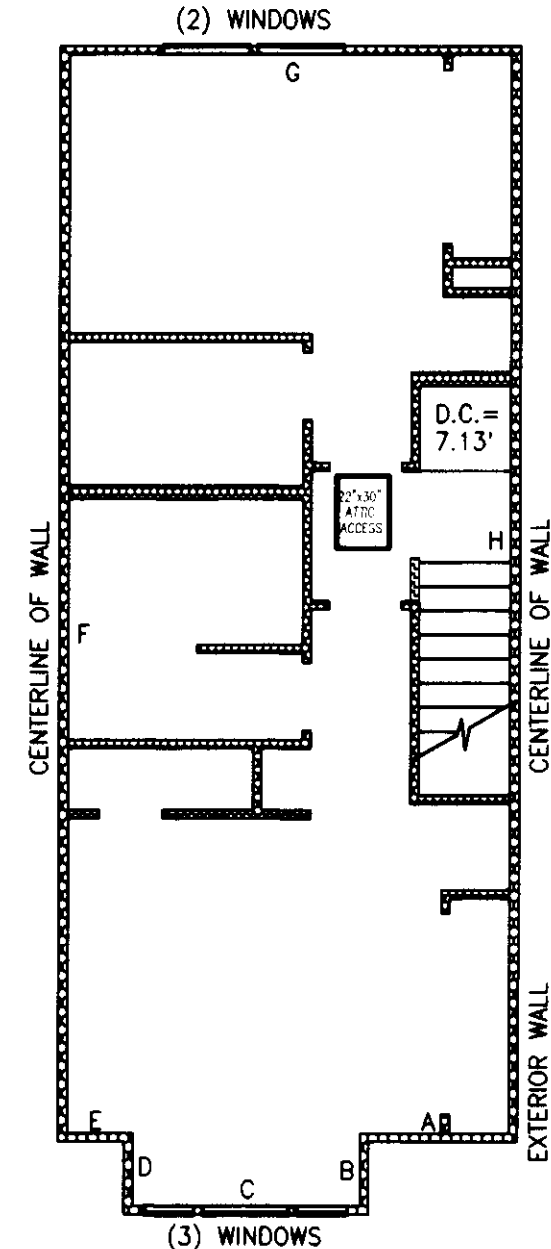 (2) WINDOWS
G
D.C.=
7.13'
22"x30"
ATTIC
ACCESS
H
CENTERLINE OF WALL
F
CENTERLINE OF WALL
EXTERIOR WALL
E
A
D
B
C
(3) WINDOWS